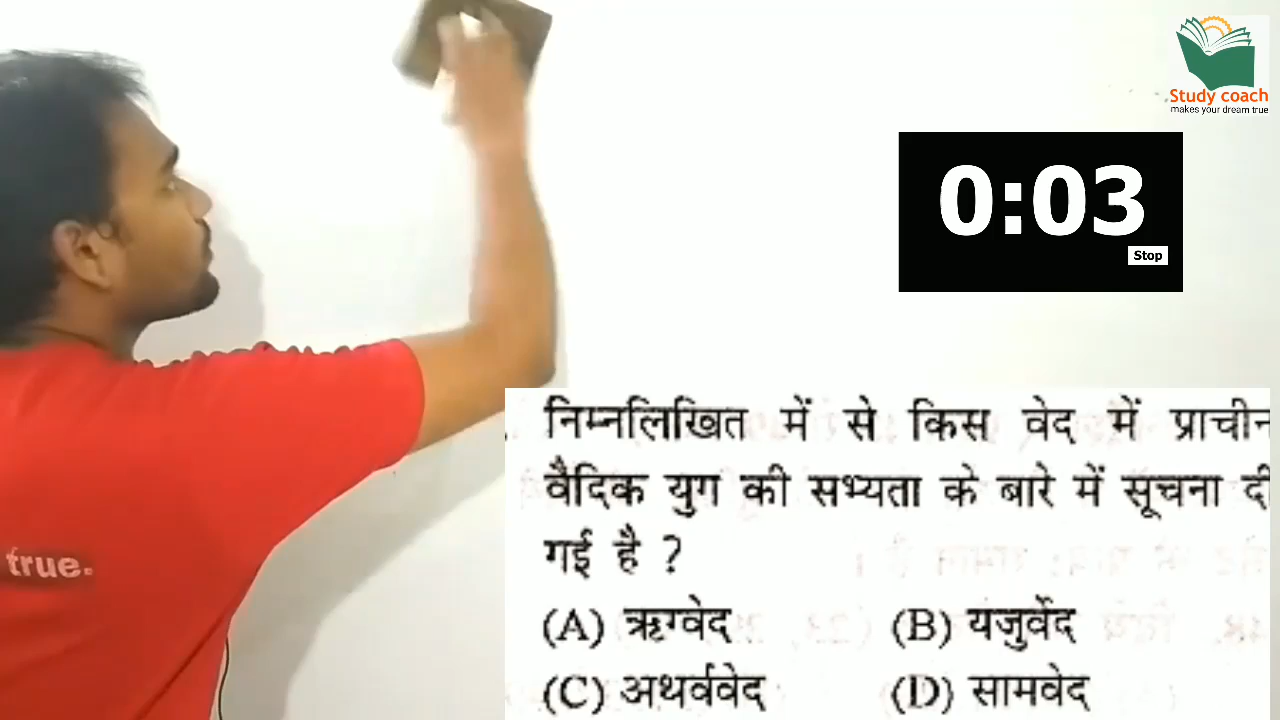 Study coach
makes your dream true
0:03
Stop
निम्नलिखित में से किस वेद में प्राचीन
वैदिक युग की सभ्यता के बारे में सूचना दी
गई है ?
(A) ऋग्वेद (B) यजुर्वेद
(C) अथर्ववेद (D) सामवेद
true.